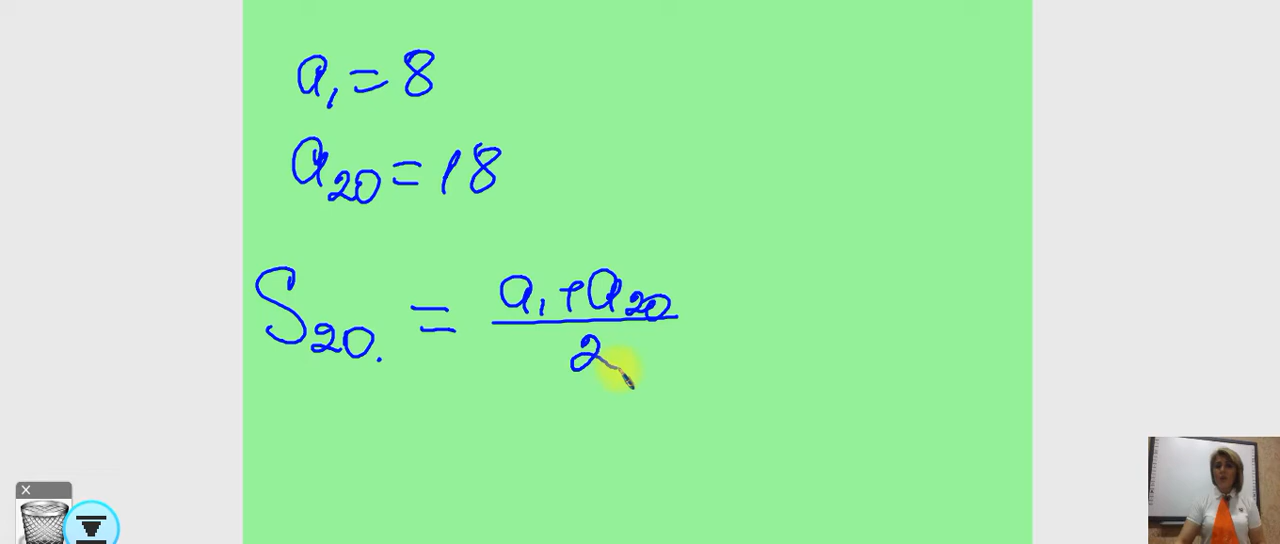 a₁ = 8
a₂₀ = 18
S₂₀. = (a₁ + a₂₀) / 2